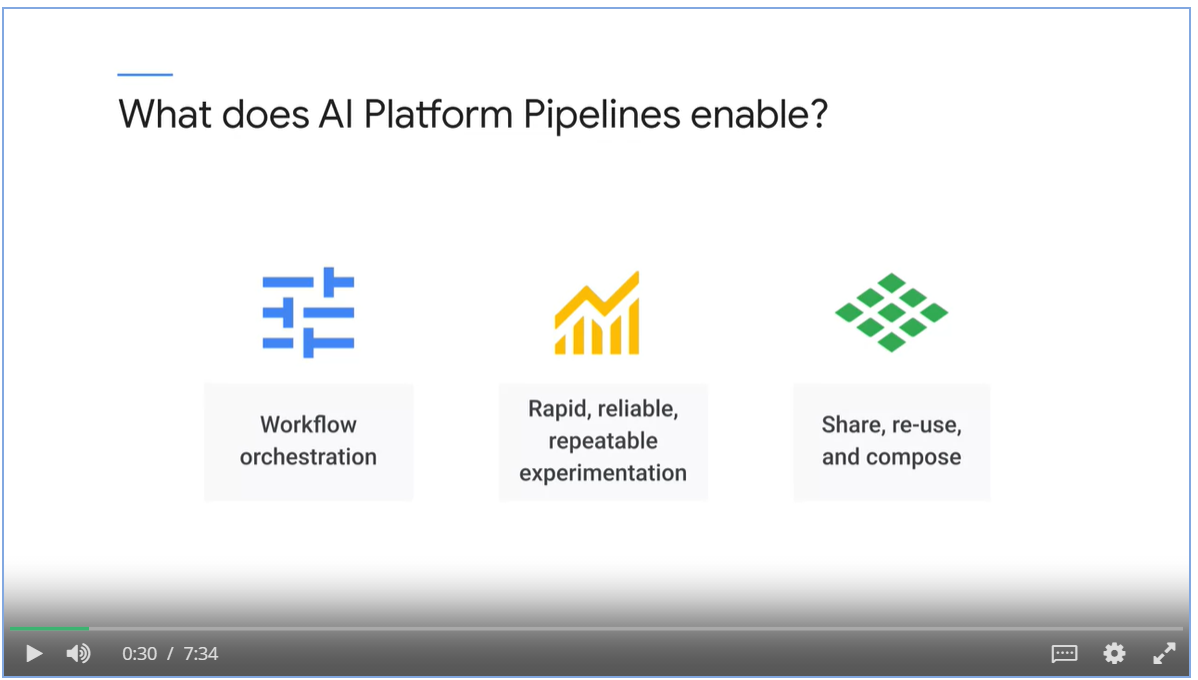 What does AI Platform Pipelines enable?
Workflow
orchestration
Rapid, reliable,
repeatable
experimentation
Share, re-use,
and compose
0:30 / 7:34